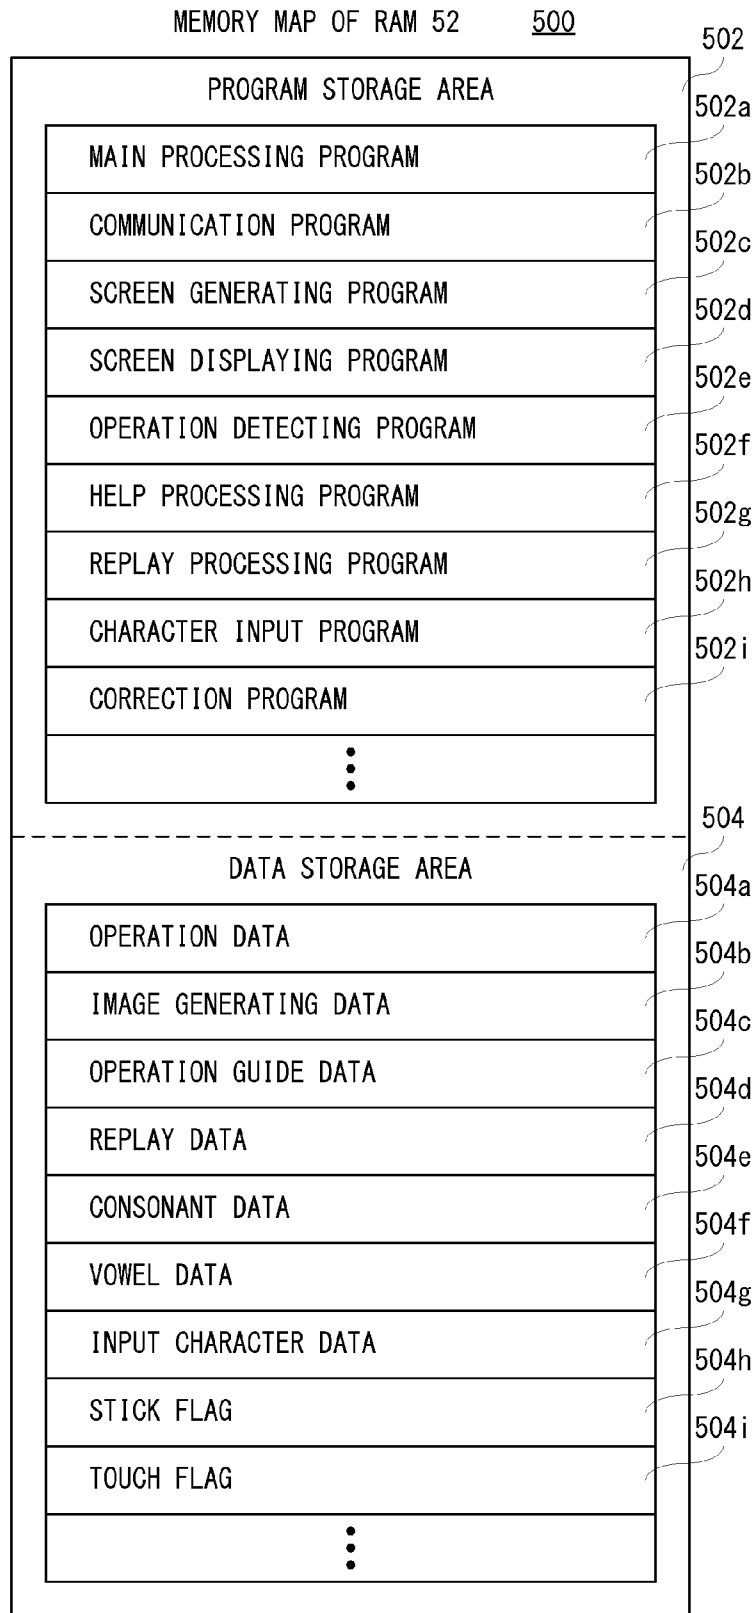 MEMORY MAP OF RAM 52 500
502
PROGRAM STORAGE AREA
502a
MAIN PROCESSING PROGRAM
502b
COMMUNICATION PROGRAM
502c
SCREEN GENERATING PROGRAM
502d
SCREEN DISPLAYING PROGRAM
502e
OPERATION DETECTING PROGRAM
502f
HELP PROCESSING PROGRAM
502g
REPLAY PROCESSING PROGRAM
502h
CHARACTER INPUT PROGRAM
502i
CORRECTION PROGRAM
504
DATA STORAGE AREA
504a
OPERATION DATA
504b
IMAGE GENERATING DATA
504c
OPERATION GUIDE DATA
504d
REPLAY DATA
504e
CONSONANT DATA
504f
VOWEL DATA
504g
INPUT CHARACTER DATA
504h
STICK FLAG
504i
TOUCH FLAG